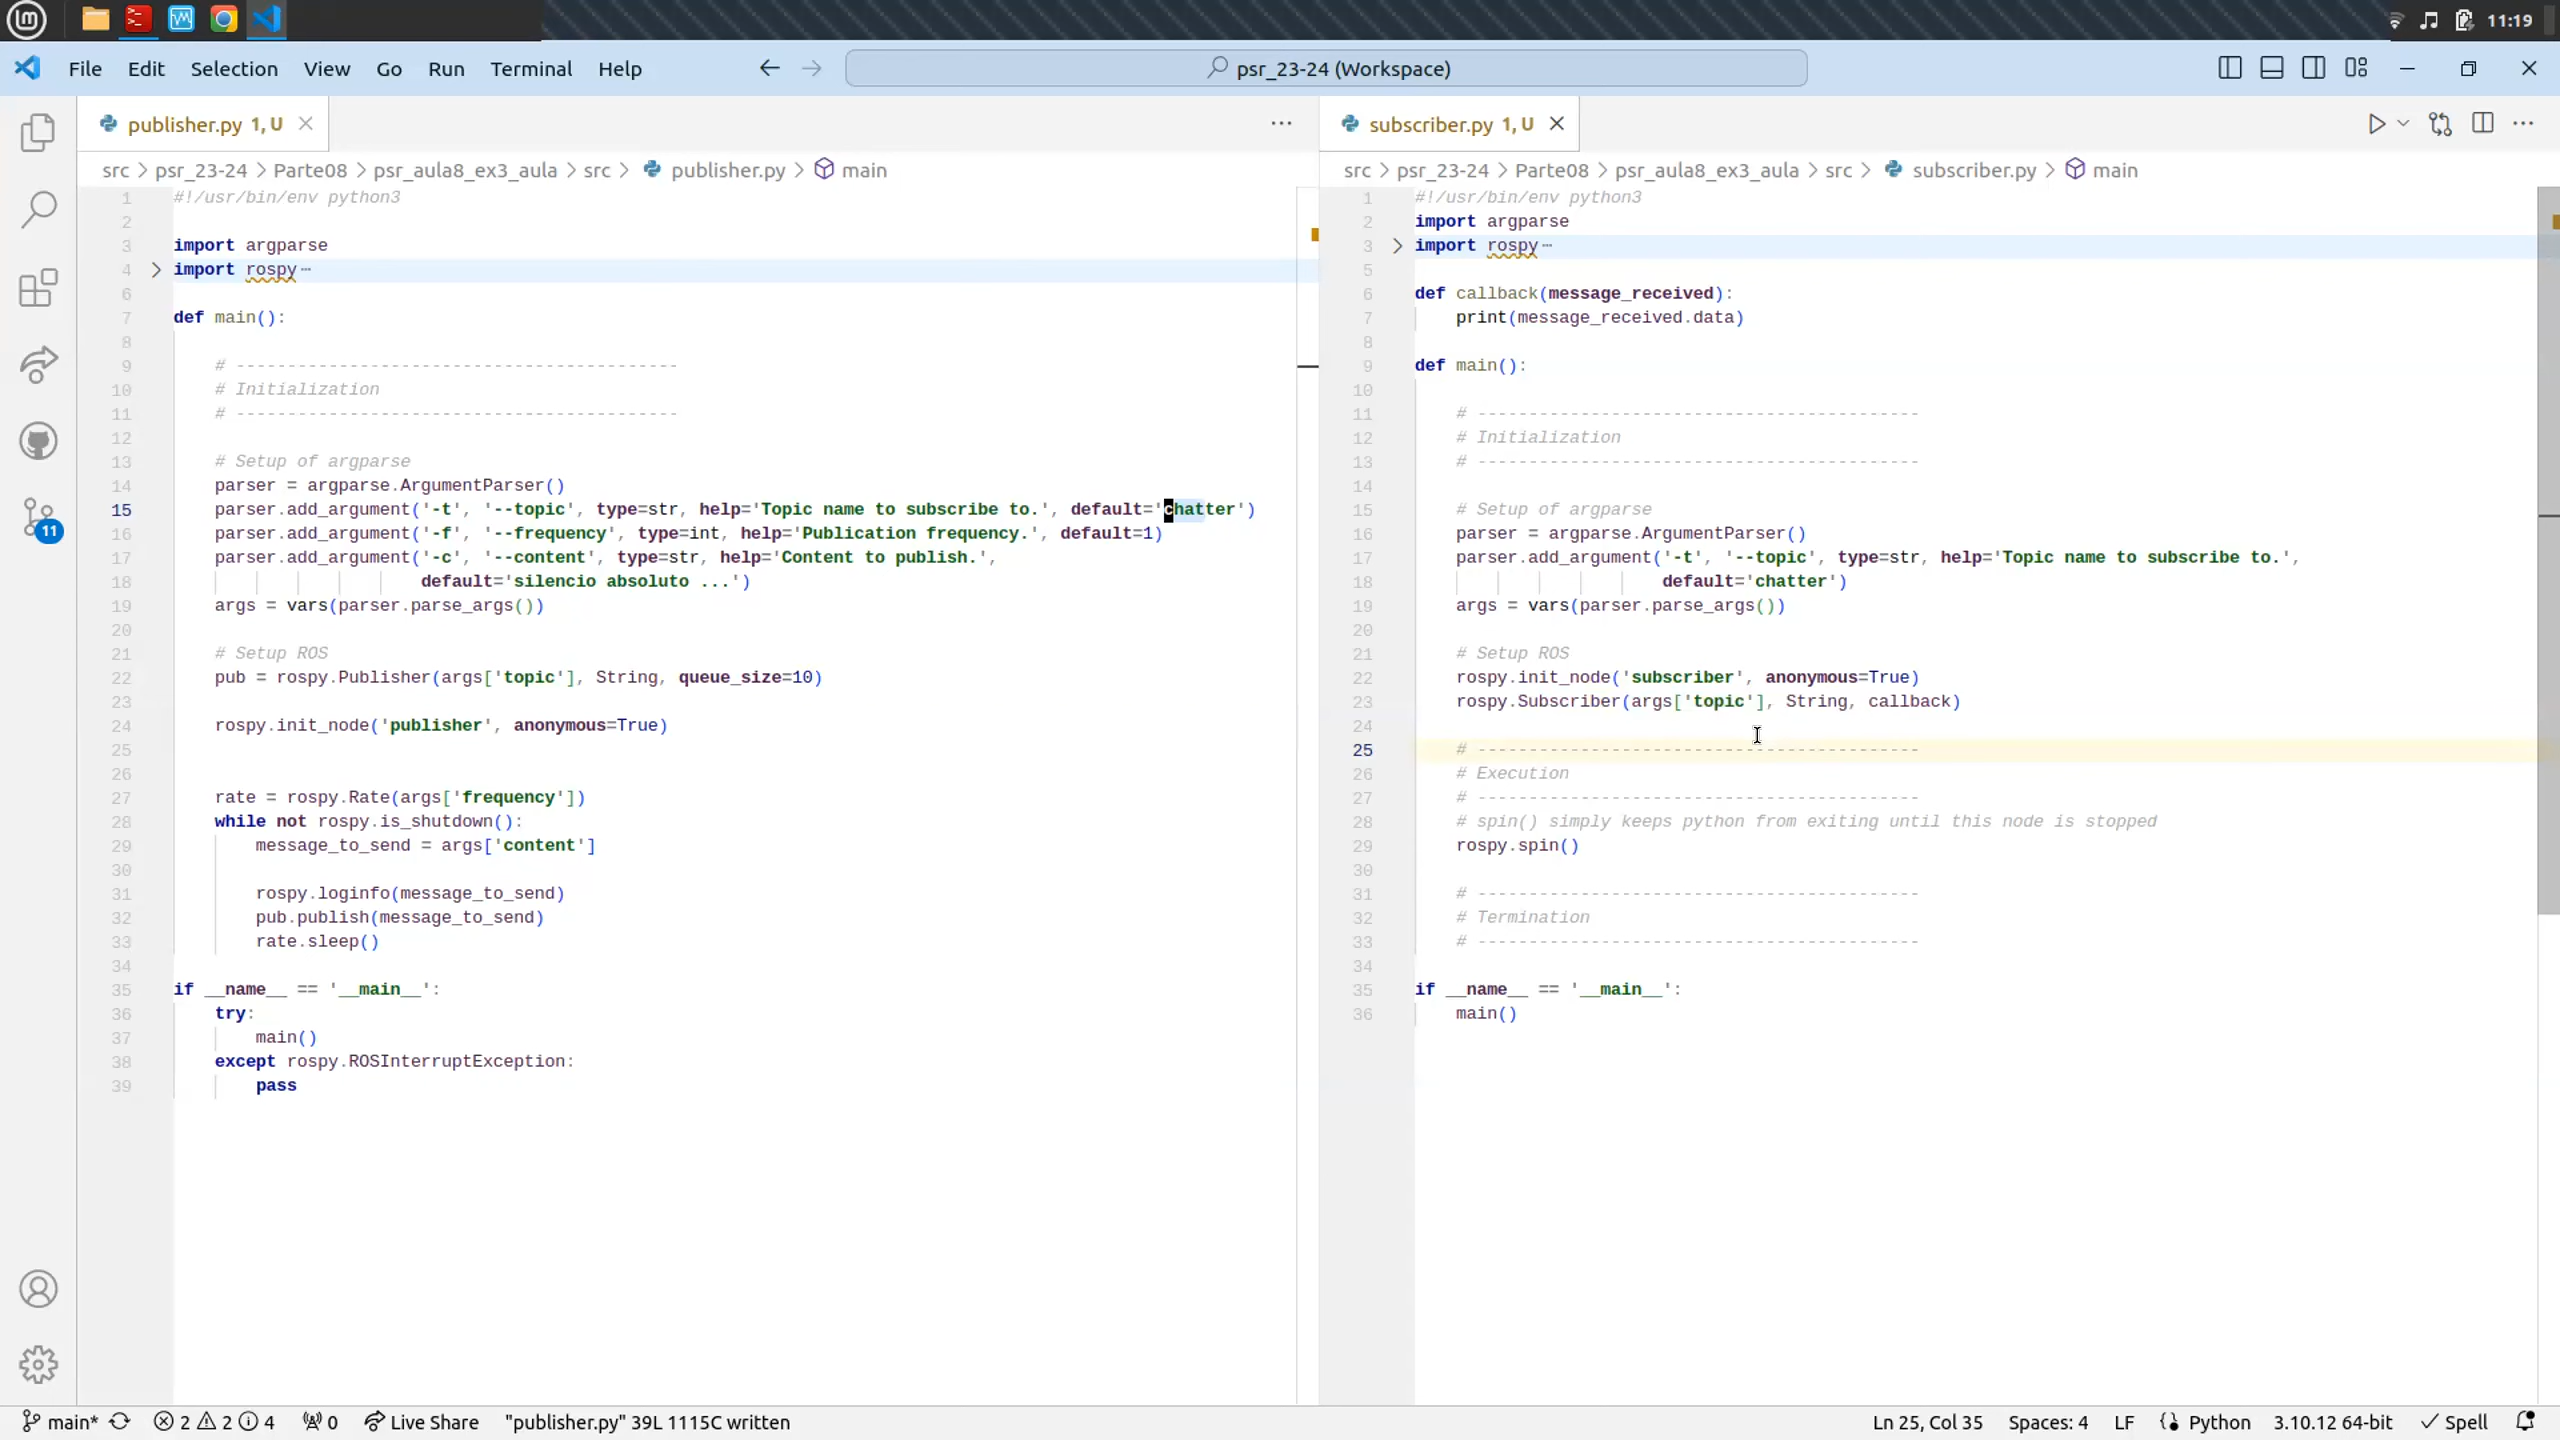 11:19
File Edit Selection View Go Run Terminal Help
psr_23-24 (Workspace)
publisher.py 1, U
src > psr_23-24 > Parte08 > psr_aula8_ex3_aula > src > publisher.py > main
1 #!/usr/bin/env python3
2
3 import argparse
4 import rospy⋯
6
7 def main():
8
9 # -------------------------------------------
10 # Initialization
11 # -------------------------------------------
12
13 # Setup of argparse
14 parser = argparse.ArgumentParser()
15 parser.add_argument('-t', '--topic', type=str, help='Topic name to subscribe to.', default='chatter')
16 parser.add_argument('-f', '--frequency', type=int, help='Publication frequency.', default=1)
17 parser.add_argument('-c', '--content', type=str, help='Content to publish.',
18 default='silencio absoluto ...')
19 args = vars(parser.parse_args())
20
21 # Setup ROS
22 pub = rospy.Publisher(args['topic'], String, queue_size=10)
23
24 rospy.init_node('publisher', anonymous=True)
25
26
27 rate = rospy.Rate(args['frequency'])
28 while not rospy.is_shutdown():
29 message_to_send = args['content']
30
31 rospy.loginfo(message_to_send)
32 pub.publish(message_to_send)
33 rate.sleep()
34
35 if __name__ == '__main__':
36 try:
37 main()
38 except rospy.ROSInterruptException:
39 pass
subscriber.py 1, U
src > psr_23-24 > Parte08 > psr_aula8_ex3_aula > src > subscriber.py > main
1 #!/usr/bin/env python3
2 import argparse
3 import rospy⋯
5
6 def callback(message_received):
7 print(message_received.data)
8
9 def main():
10
11 # -------------------------------------------
12 # Initialization
13 # -------------------------------------------
14
15 # Setup of argparse
16 parser = argparse.ArgumentParser()
17 parser.add_argument('-t', '--topic', type=str, help='Topic name to subscribe to.',
18 default='chatter')
19 args = vars(parser.parse_args())
20
21 # Setup ROS
22 rospy.init_node('subscriber', anonymous=True)
23 rospy.Subscriber(args['topic'], String, callback)
24
25 # -------------------------------------------
26 # Execution
27 # -------------------------------------------
28 # spin() simply keeps python from exiting until this node is stopped
29 rospy.spin()
30
31 # -------------------------------------------
32 # Termination
33 # -------------------------------------------
34
35 if __name__ == '__main__':
36 main()
11
main* 2 2 4 0 Live Share "publisher.py" 39L 1115C written Ln 25, Col 35 Spaces: 4 LF Python 3.10.12 64-bit Spell